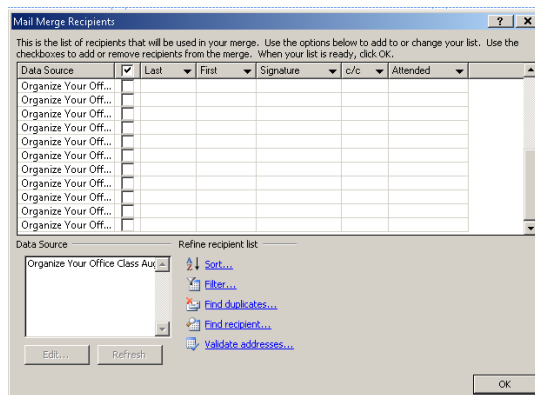 Mail Merge Recipients
This is the list of recipients that will be used in your merge. Use the options below to add to or change your list. Use the
checkboxes to add or remove recipients from the merge. When your list is ready, click OK.
Data Source Last First Signature c/c Attended
Organize Your Off...
Organize Your Off...
Organize Your Off...
Organize Your Off...
Organize Your Off...
Organize Your Off...
Organize Your Off...
Organize Your Off...
Organize Your Off...
Organize Your Off...
Organize Your Off...
Data Source Refine recipient list
Organize Your Office Class Aug
Sort...
Filter...
Find duplicates...
Find recipient...
Validate addresses...
Edit... Refresh
OK